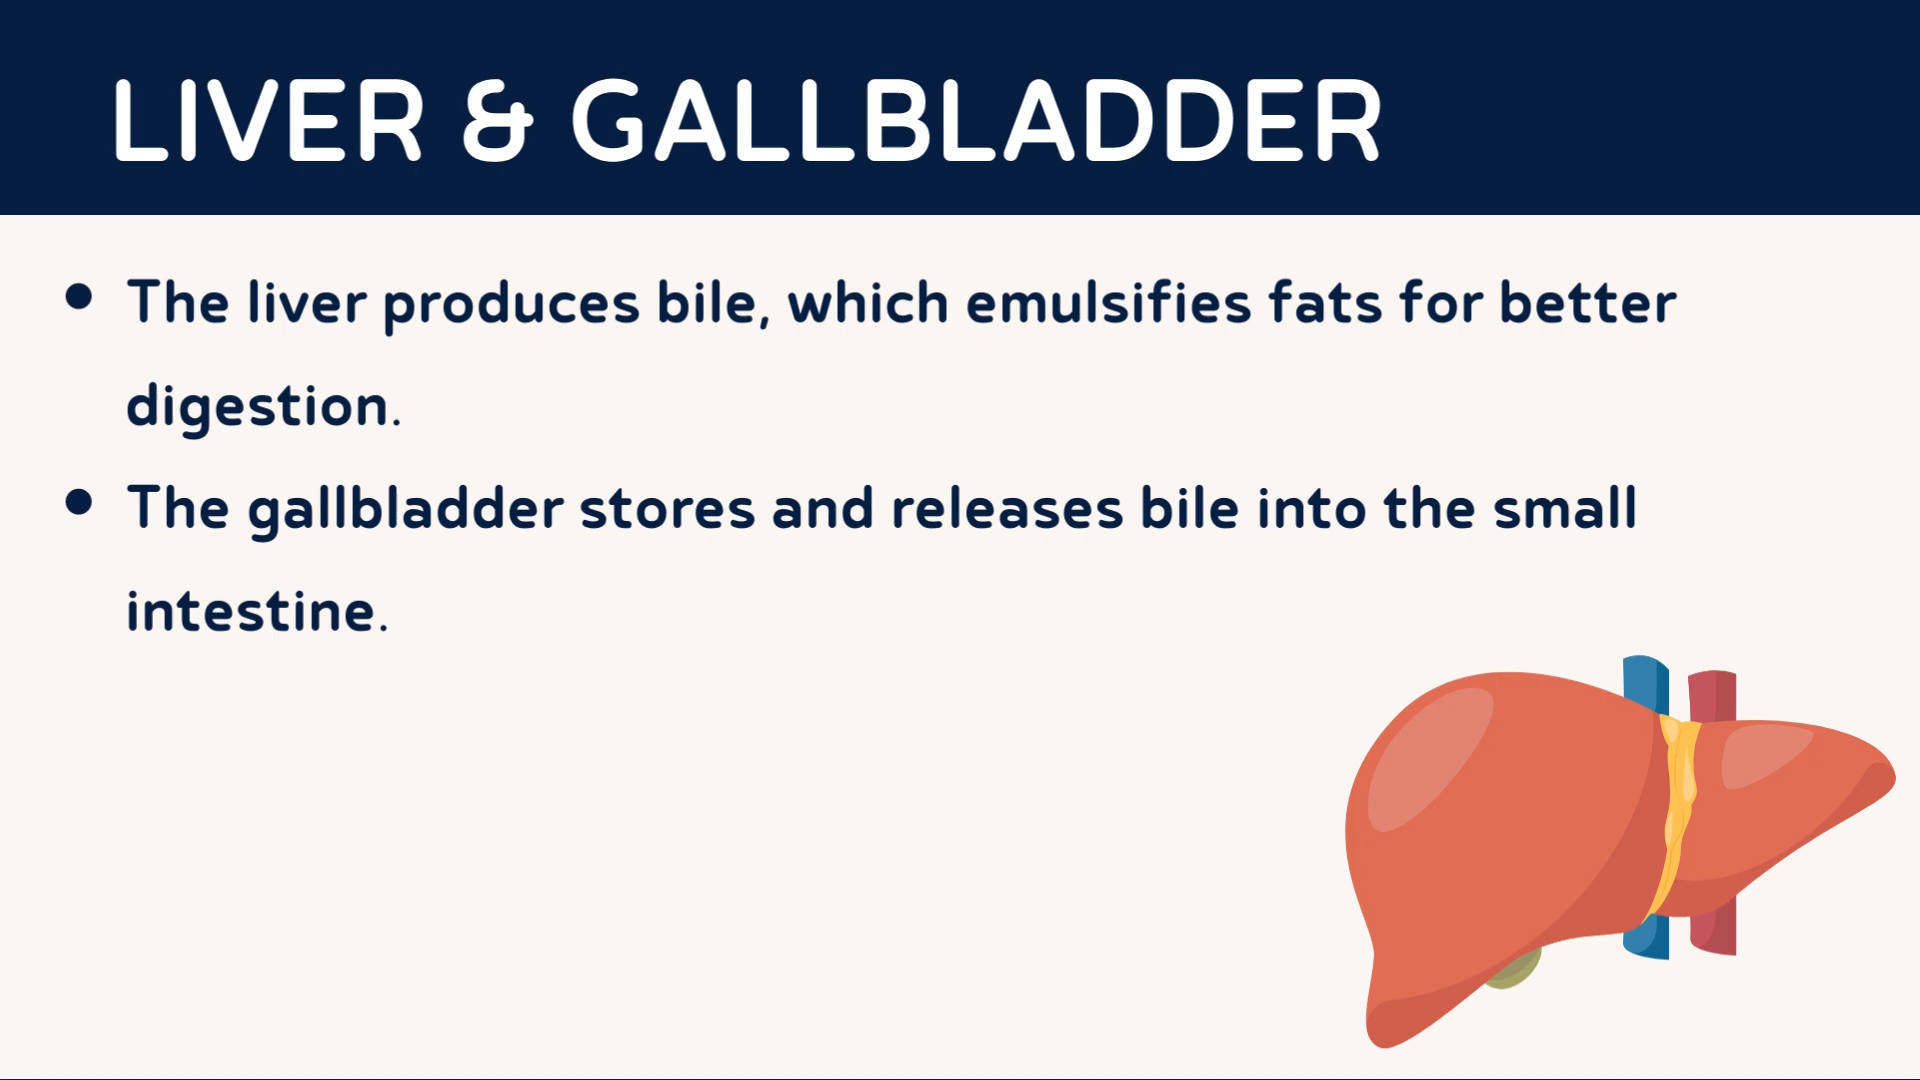 LIVER & GALLBLADDER
• The liver produces bile, which emulsifies fats for better
digestion.
• The gallbladder stores and releases bile into the small
intestine.